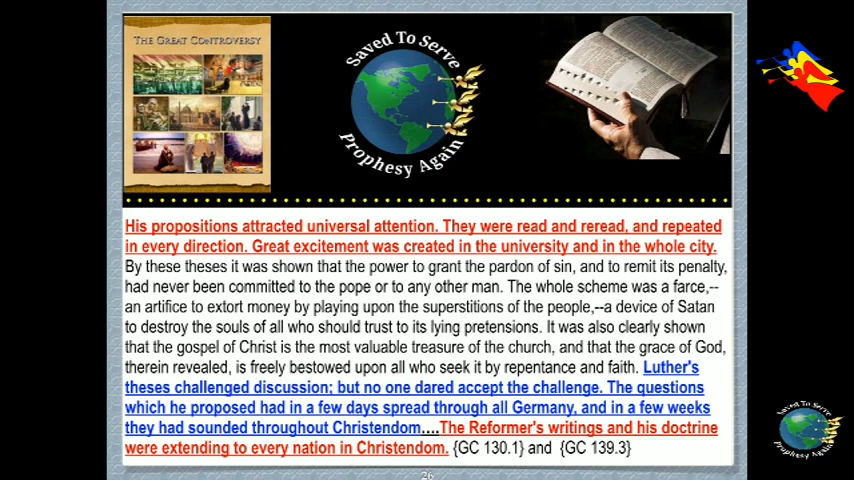 THE GREAT CONTROVERSY
Saved To Serve
Prophesy Again
His propositions attracted universal attention. They were read and reread, and repeated
in every direction. Great excitement was created in the university and in the whole city.
By these theses it was shown that the power to grant the pardon of sin, and to remit its penalty,
had never been committed to the pope or to any other man. The whole scheme was a farce,--
an artifice to extort money by playing upon the superstitions of the people,--a device of Satan
to destroy the souls of all who should trust to its lying pretensions. It was also clearly shown
that the gospel of Christ is the most valuable treasure of the church, and that the grace of God,
therein revealed, is freely bestowed upon all who seek it by repentance and faith. Luther's
theses challenged discussion; but no one dared accept the challenge. The questions
which he proposed had in a few days spread through all Germany, and in a few weeks
they had sounded throughout Christendom....The Reformer's writings and his doctrine
were extending to every nation in Christendom. {GC 130.1} and {GC 139.3}
Saved To Serve
Prophesy Again
26